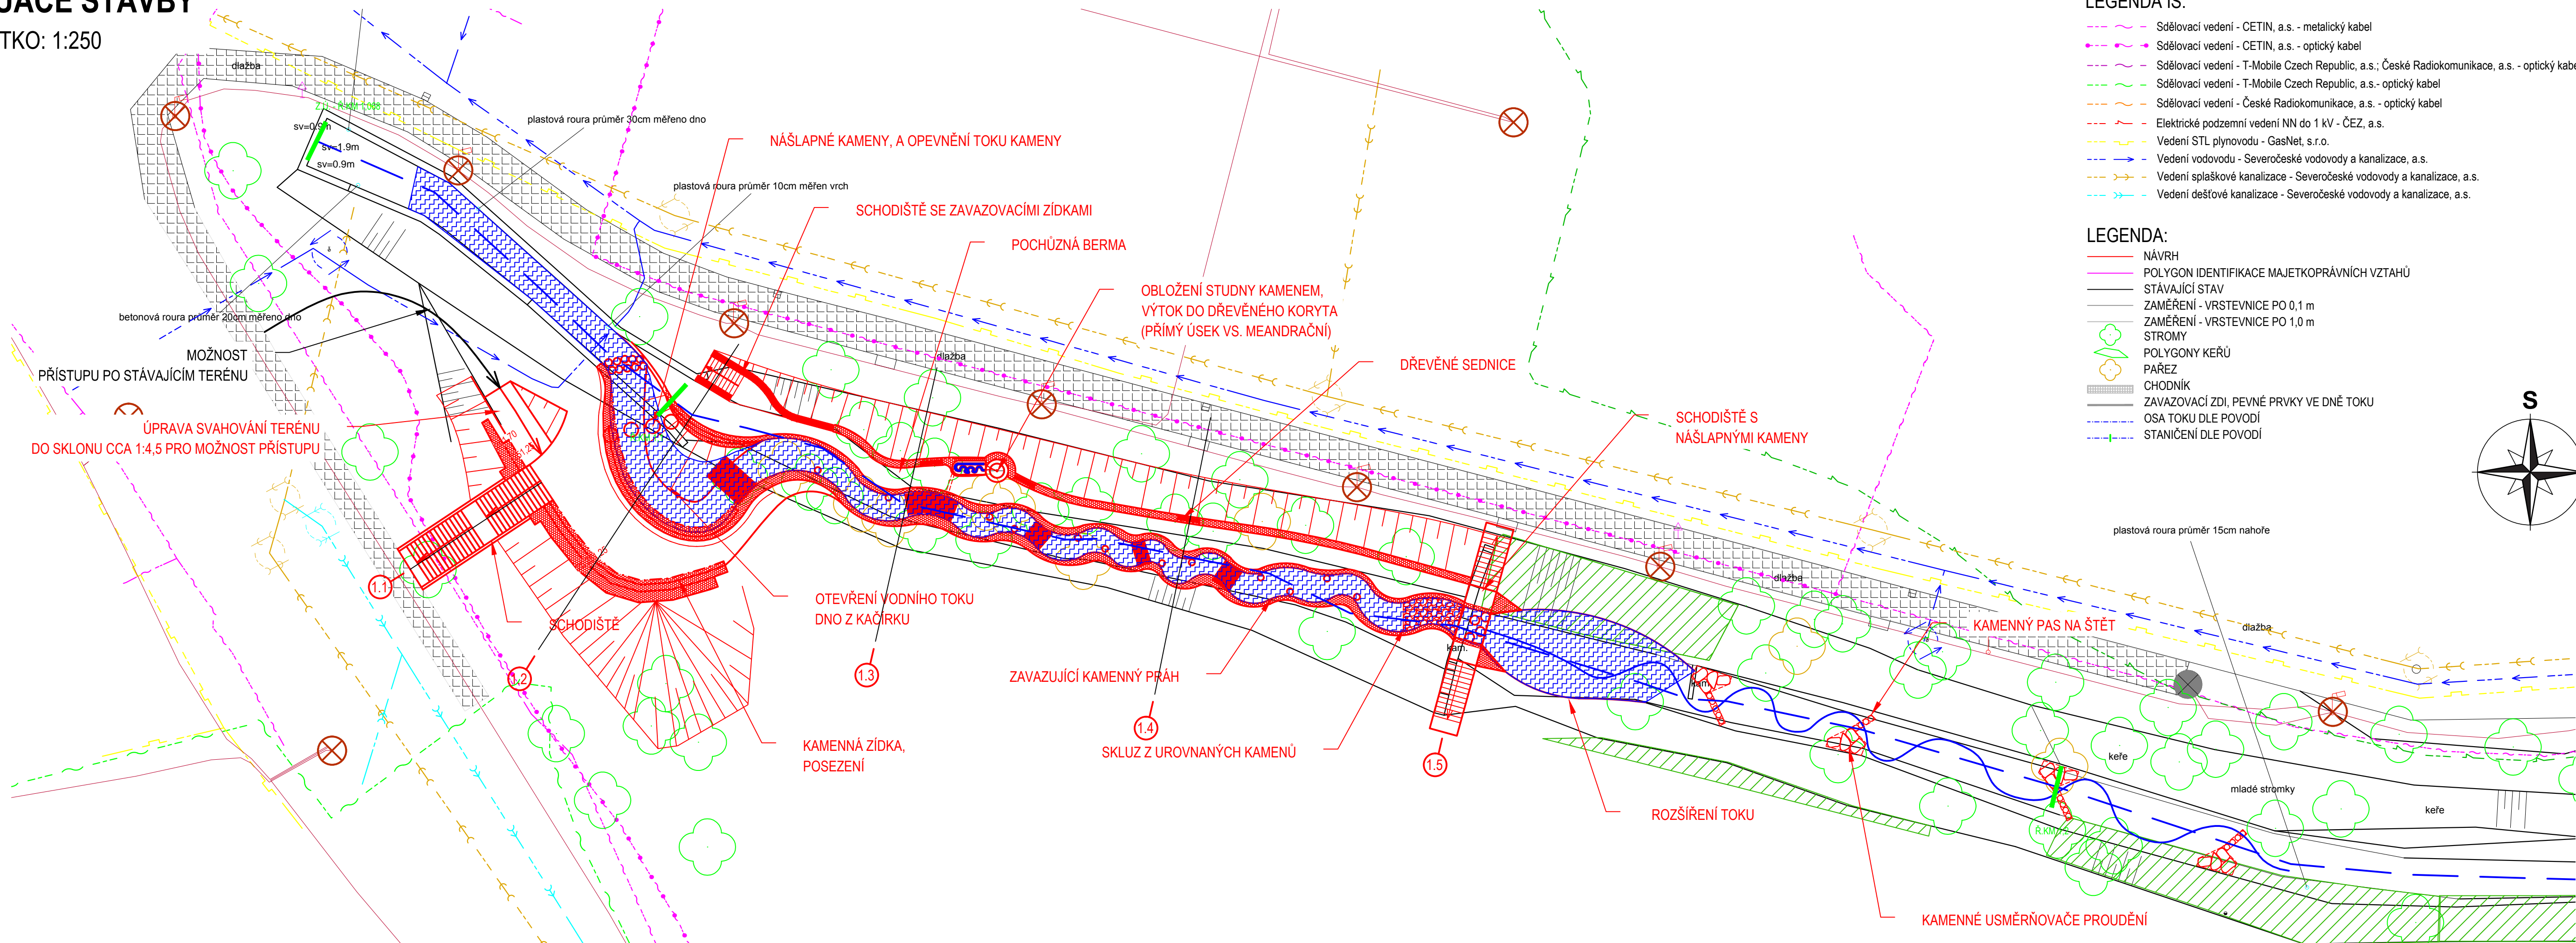 STAVBY
TKO: 1:250
dlažba
sv=1.9m
sv=0.9m
plastová roura průměr 30cm měřeno dno
plastová roura průměr 10cm měřen vrch
NÁŠLAPNÉ KAMENY, A OPEVNĚNÍ TOKU KAMENY
SCHODIŠTĚ SE ZAVAZOVACÍMI ZÍDKAMI
POCHŮZNÁ BERMA
OBLOŽENÍ STUDNY KAMENEM,
VÝTOK DO DŘEVĚNÉHO KORYTA
(PŘÍMÝ ÚSEK VS. MEANDRAČNÍ)
DŘEVĚNÉ SEDNICE
SCHODIŠTĚ S
NÁŠLAPNÝMI KAMENY
betonová roura průměr 20cm měřeno dno
MOŽNOST
PŘÍSTUPU PO STÁVAJÍCÍM TERÉNU
ÚPRAVA SVAHOVÁNÍ TERÉNU
DO SKLONU CCA 1:4,5 PRO MOŽNOST PŘÍSTUPU
dlažba
1.1
SCHODIŠTĚ
1.2
OTEVŘENÍ VODNÍHO TOKU
DNO Z KAČÍRKU
KAMENNÁ ZÍDKA,
POSEZENÍ
1.3
ZAVAZUJÍCÍ KAMENNÝ PRÁH
1.4
SKLUZ Z UROVNANÝCH KAMENŮ
1.5
kam.
kam.
dlažba
ROZŠÍŘENÍ TOKU
KAMENNÝ PAS NA ŠTĚT
plastová roura průměr 15cm nahoře
dlažba
keře
mladé stromky
keře
KAMENNÉ USMĚRŇOVAČE PROUDĚNÍ
LEGENDA IS:
Sdělovací vedení - CETIN, a.s. - metalický kabel
Sdělovací vedení - CETIN, a.s. - optický kabel
Sdělovací vedení - T-Mobile Czech Republic, a.s.; České Radiokomunikace, a.s. - optický kabe
Sdělovací vedení - T-Mobile Czech Republic, a.s.- optický kabel
Sdělovací vedení - České Radiokomunikace, a.s. - optický kabel
Elektrické podzemní vedení NN do 1 kV - ČEZ, a.s.
Vedení STL plynovodu - GasNet, s.r.o.
Vedení vodovodu - Severočeské vodovody a kanalizace, a.s.
Vedení splaškové kanalizace - Severočeské vodovody a kanalizace, a.s.
Vedení dešťové kanalizace - Severočeské vodovody a kanalizace, a.s.
LEGENDA:
NÁVRH
POLYGON IDENTIFIKACE MAJETKOPRÁVNÍCH VZTAHŮ
STÁVAJÍCÍ STAV
ZAMĚŘENÍ - VRSTEVNICE PO 0,1 m
ZAMĚŘENÍ - VRSTEVNICE PO 1,0 m
STROMY
POLYGONY KEŘŮ
PAŘEZ
CHODNÍK
ZAVAZOVACÍ ZDI, PEVNÉ PRVKY VE DNĚ TOKU
OSA TOKU DLE POVODÍ
STANIČENÍ DLE POVODÍ
S